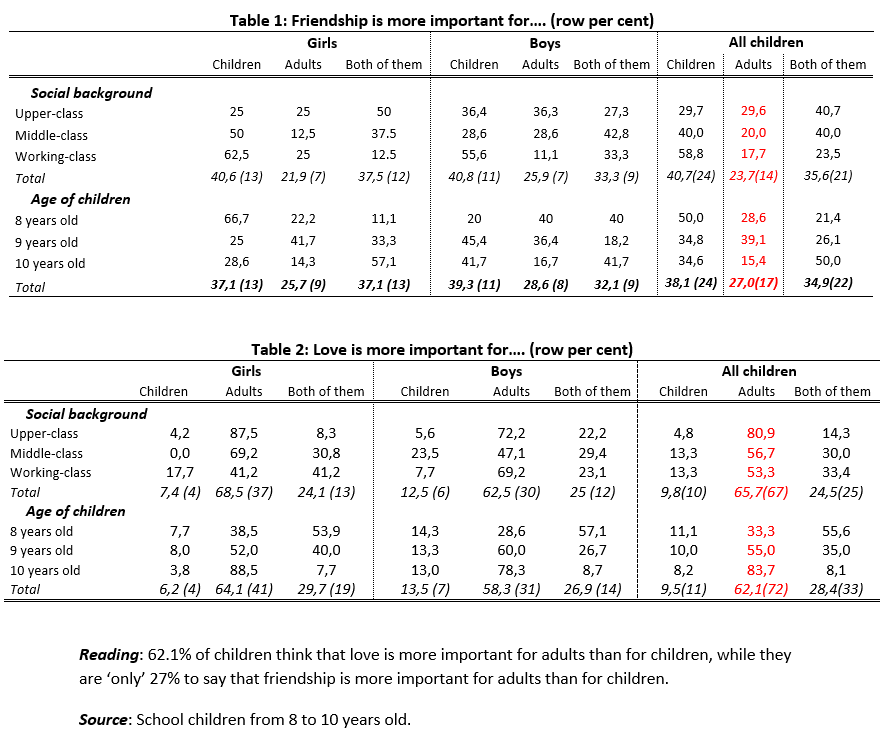 Table 1: Friendship is more important for…. (row per cent)
Girls Boys All children
Children Adults Both of them Children Adults Both of them Children Adults Both of them
Social background
Upper-class 25 25 50 36,4 36,3 27,3 29,7 29,6 40,7
Middle-class 50 12,5 37.5 28,6 28,6 42,8 40,0 20,0 40,0
Working-class 62,5 25 12.5 55,6 11,1 33,3 58,8 17,7 23,5
Total 40,6 (13) 21,9 (7) 37,5 (12) 40,8 (11) 25,9 (7) 33,3 (9) 40,7(24) 23,7(14) 35,6(21)
Age of children
8 years old 66,7 22,2 11,1 20 40 40 50,0 28,6 21,4
9 years old 25 41,7 33,3 45,4 36,4 18,2 34,8 39,1 26,1
10 years old 28,6 14,3 57,1 41,7 16,7 41,7 34,6 15,4 50,0
Total 37,1 (13) 25,7 (9) 37,1 (13) 39,3 (11) 28,6 (8) 32,1 (9) 38,1 (24) 27,0(17) 34,9(22)
Table 2: Love is more important for…. (row per cent)
Girls Boys All children
Children Adults Both of them Children Adults Both of them Children Adults Both of them
Social background
Upper-class 4,2 87,5 8,3 5,6 72,2 22,2 4,8 80,9 14,3
Middle-class 0,0 69,2 30,8 23,5 47,1 29,4 13,3 56,7 30,0
Working-class 17,7 41,2 41,2 7,7 69,2 23,1 13,3 53,3 33,4
Total 7,4 (4) 68,5 (37) 24,1 (13) 12,5 (6) 62,5 (30) 25 (12) 9,8(10) 65,7(67) 24,5(25)
Age of children
8 years old 7,7 38,5 53,9 14,3 28,6 57,1 11,1 33,3 55,6
9 years old 8,0 52,0 40,0 13,3 60,0 26,7 10,0 55,0 35,0
10 years old 3,8 88,5 7,7 13,0 78,3 8,7 8,2 83,7 8,1
Total 6,2 (4) 64,1 (41) 29,7 (19) 13,5 (7) 58,3 (31) 26,9 (14) 9,5(11) 62,1(72) 28,4(33)
Reading: 62.1% of children think that love is more important for adults than for children, while they
are ‘only’ 27% to say that friendship is more important for adults than for children.
Source: School children from 8 to 10 years old.